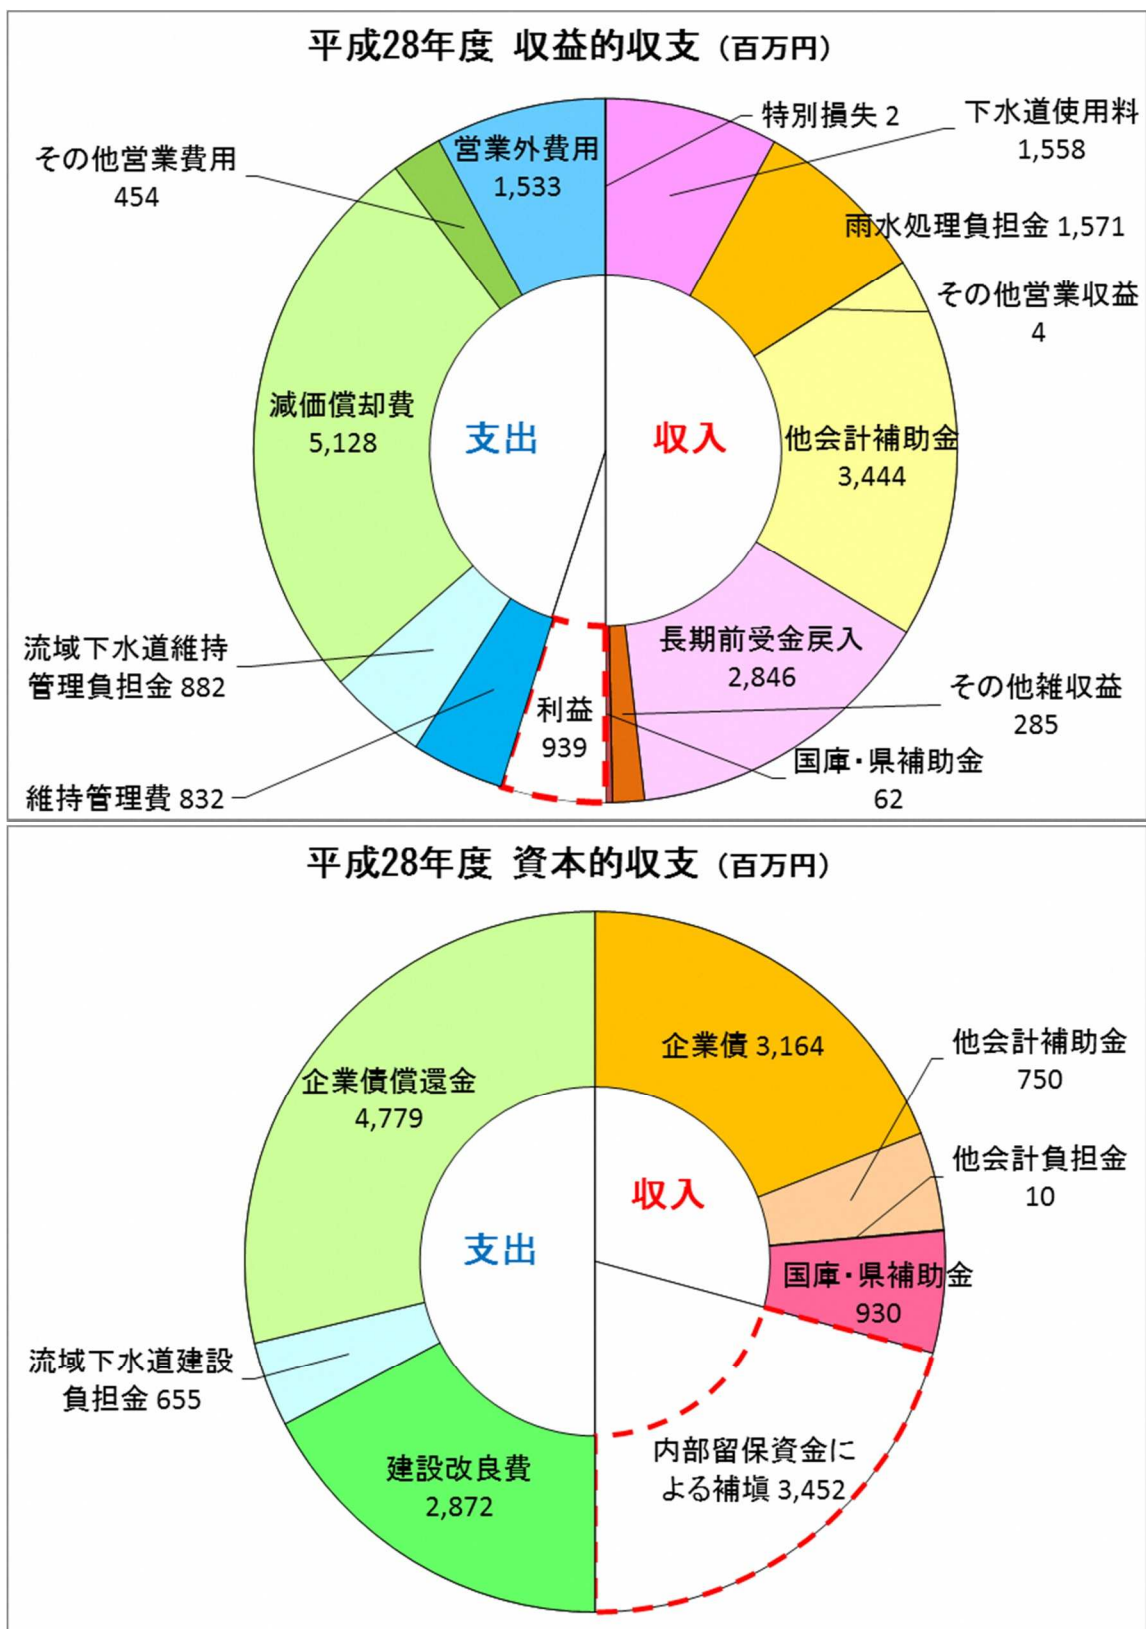 平成28年度 収益的収支（百万円）
特別損失 2
下水道使用料
1,558
その他営業費用
454
営業外費用
1,533
雨水処理負担金 1,571
その他営業収益
4
減価償却費
5,128
支出
収入
他会計補助金
3,444
流域下水道維持
管理負担金 882
長期前受金戻入
2,846
その他雑収益
285
利益
939
国庫・県補助金
62
維持管理費 832
平成28年度 資本的収支（百万円）
企業債 3,164
他会計補助金
750
企業債償還金
4,779
他会計負担金
10
収入
支出
国庫・県補助金
930
流域下水道建設
負担金 655
内部留保資金に
よる補塡 3,452
建設改良費
2,872